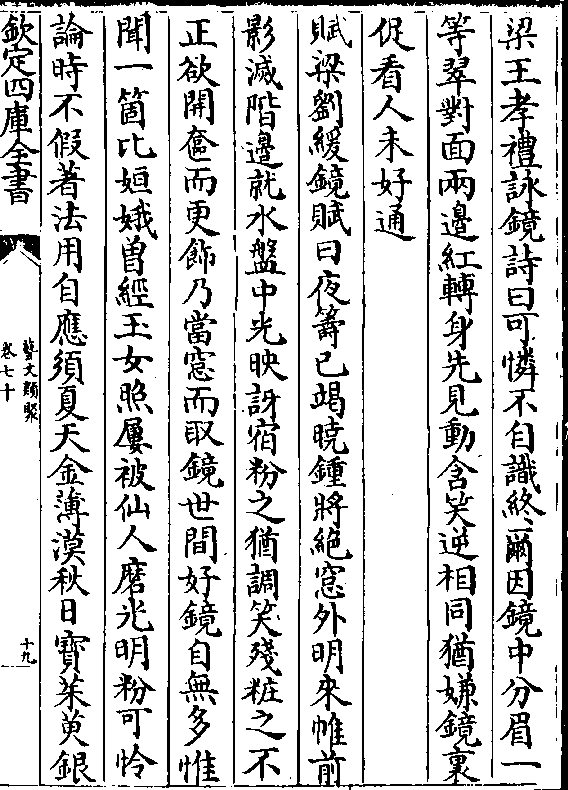 梁王孝禮詠鏡詩曰可憐不自識終爾因鏡中分眉一
等翠對面兩邊紅轉身先見動含笑逆相同猶嫌鏡裏
促看人未好通
賦梁劉緩鏡賦曰夜籌已竭曉鍾將絶窓外明來帷前
影滅階邊就水盤中光映訝宿粉之猶調笑殘粧之不
正欲開奩而更飾乃當窓而取鏡世間好鏡自無多惟
聞一箇比姮娥曾經玉女照屢被仙人磨光明粉可怜
論時不假著法用自應須夏天金薄漠秋日寶茱萸銀
欽定四庫全書
藝文類聚
卷七十
十九